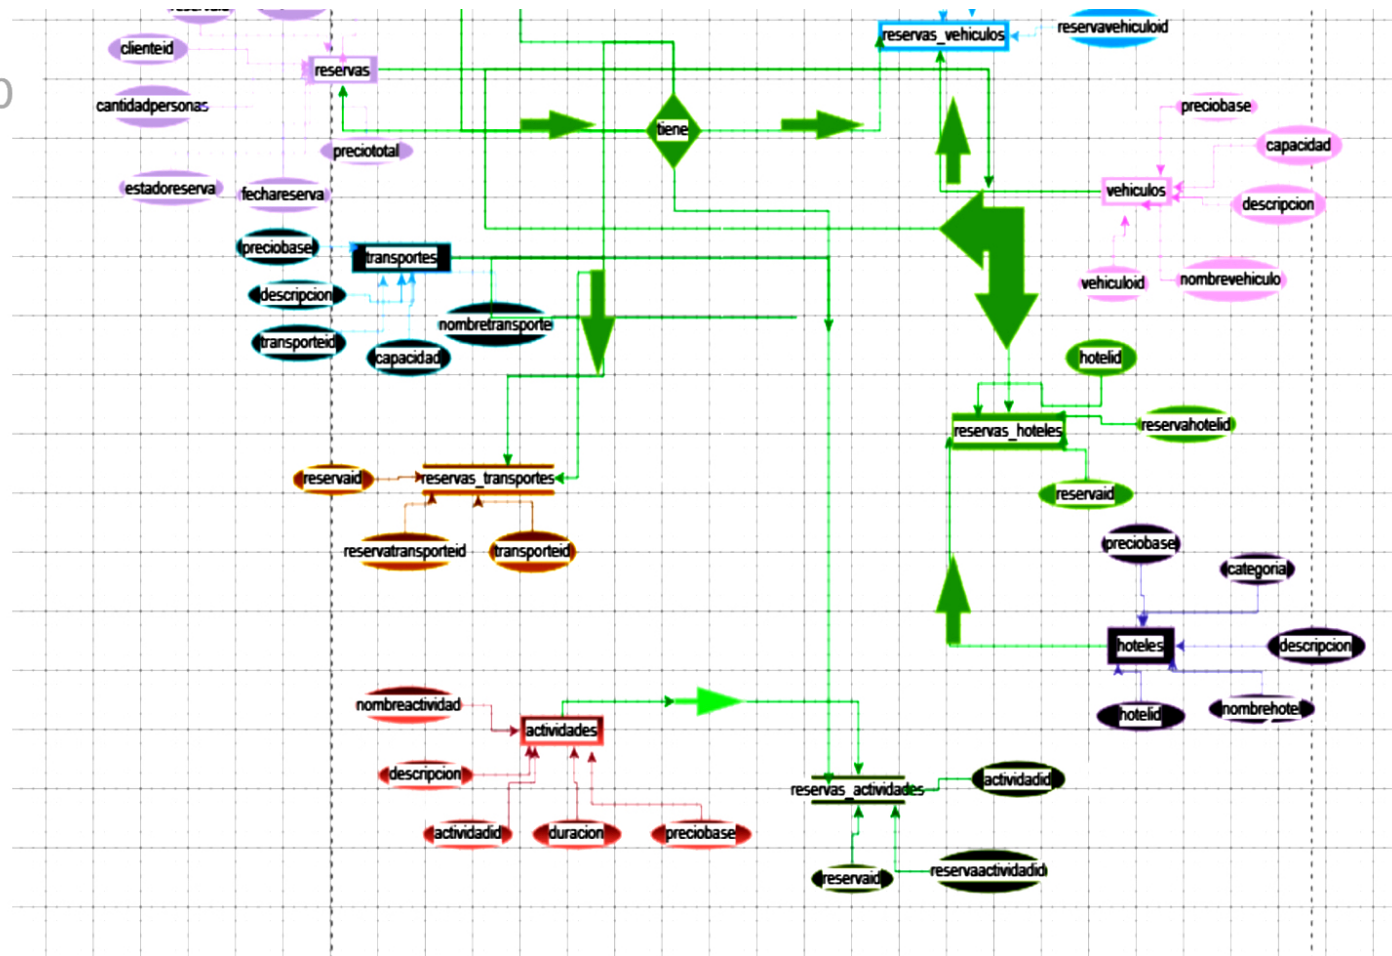 reservas_vehiculos
reservavehiculoid
clienteid
reservas
cantidadpersonas
preciobase
tiene
capacidad
preciototal
estadoreserva
fechareserva
vehiculos
descripcion
preciobase
transportes
vehiculoid
nombrevehiculo
descripcion
nombretransporte
transporteid
capacidad
hotelid
reservas_hoteles
reservahotelid
reservaid
reservas_transportes
reservaid
reservatransporteid
transporteid
preciobase
categoria
hoteles
descripcion
nombreactividad
hotelid
nombrehotel
actividades
descripcion
actividadid
reservas_actividades
actividadid
duracion
preciobase
reservaid
reservaactividadid